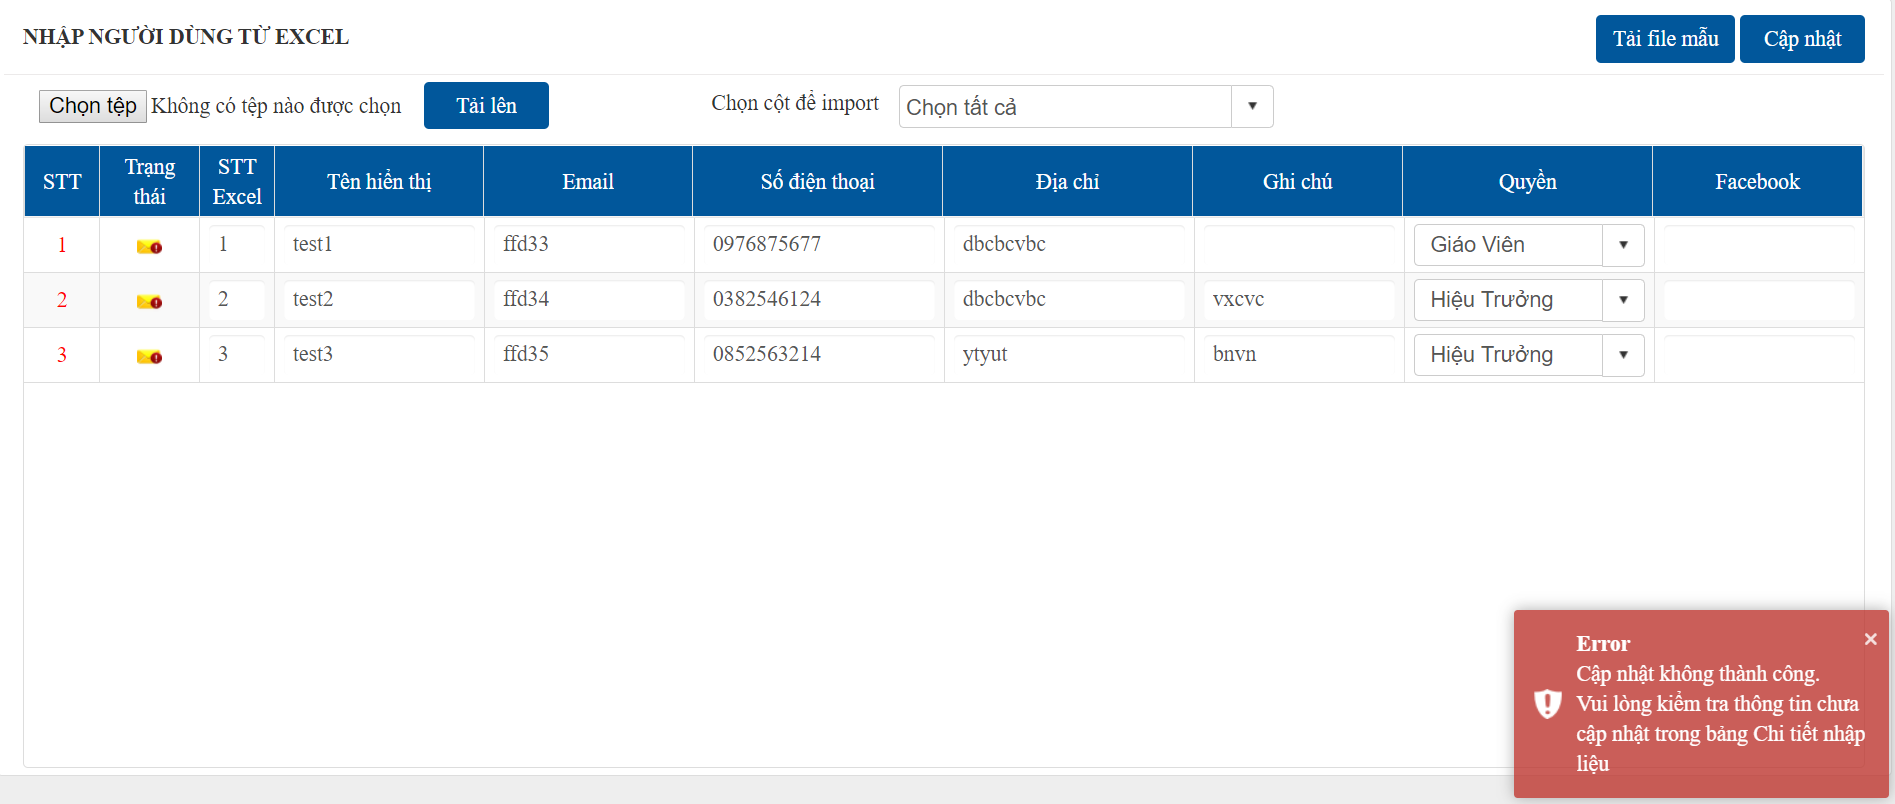 NHẬP NGƯỜI DÙNG TỪ EXCEL
Tải file mẫu Cập nhật
Chọn tệp Không có tệp nào được chọn Tải lên Chọn cột để import Chọn tất cả
STT Trạng thái STT Excel Tên hiển thị Email Số điện thoại Địa chỉ Ghi chú Quyền Facebook
1 1 test1 ffd33 0976875677 dbcbcvbc Giáo Viên
2 2 test2 ffd34 0382546124 dbcbcvbc vxcvc Hiệu Trưởng
3 3 test3 ffd35 0852563214 ytyut bnvn Hiệu Trưởng
Error
Cập nhật không thành công.
Vui lòng kiểm tra thông tin chưa
cập nhật trong bảng Chi tiết nhập
liệu